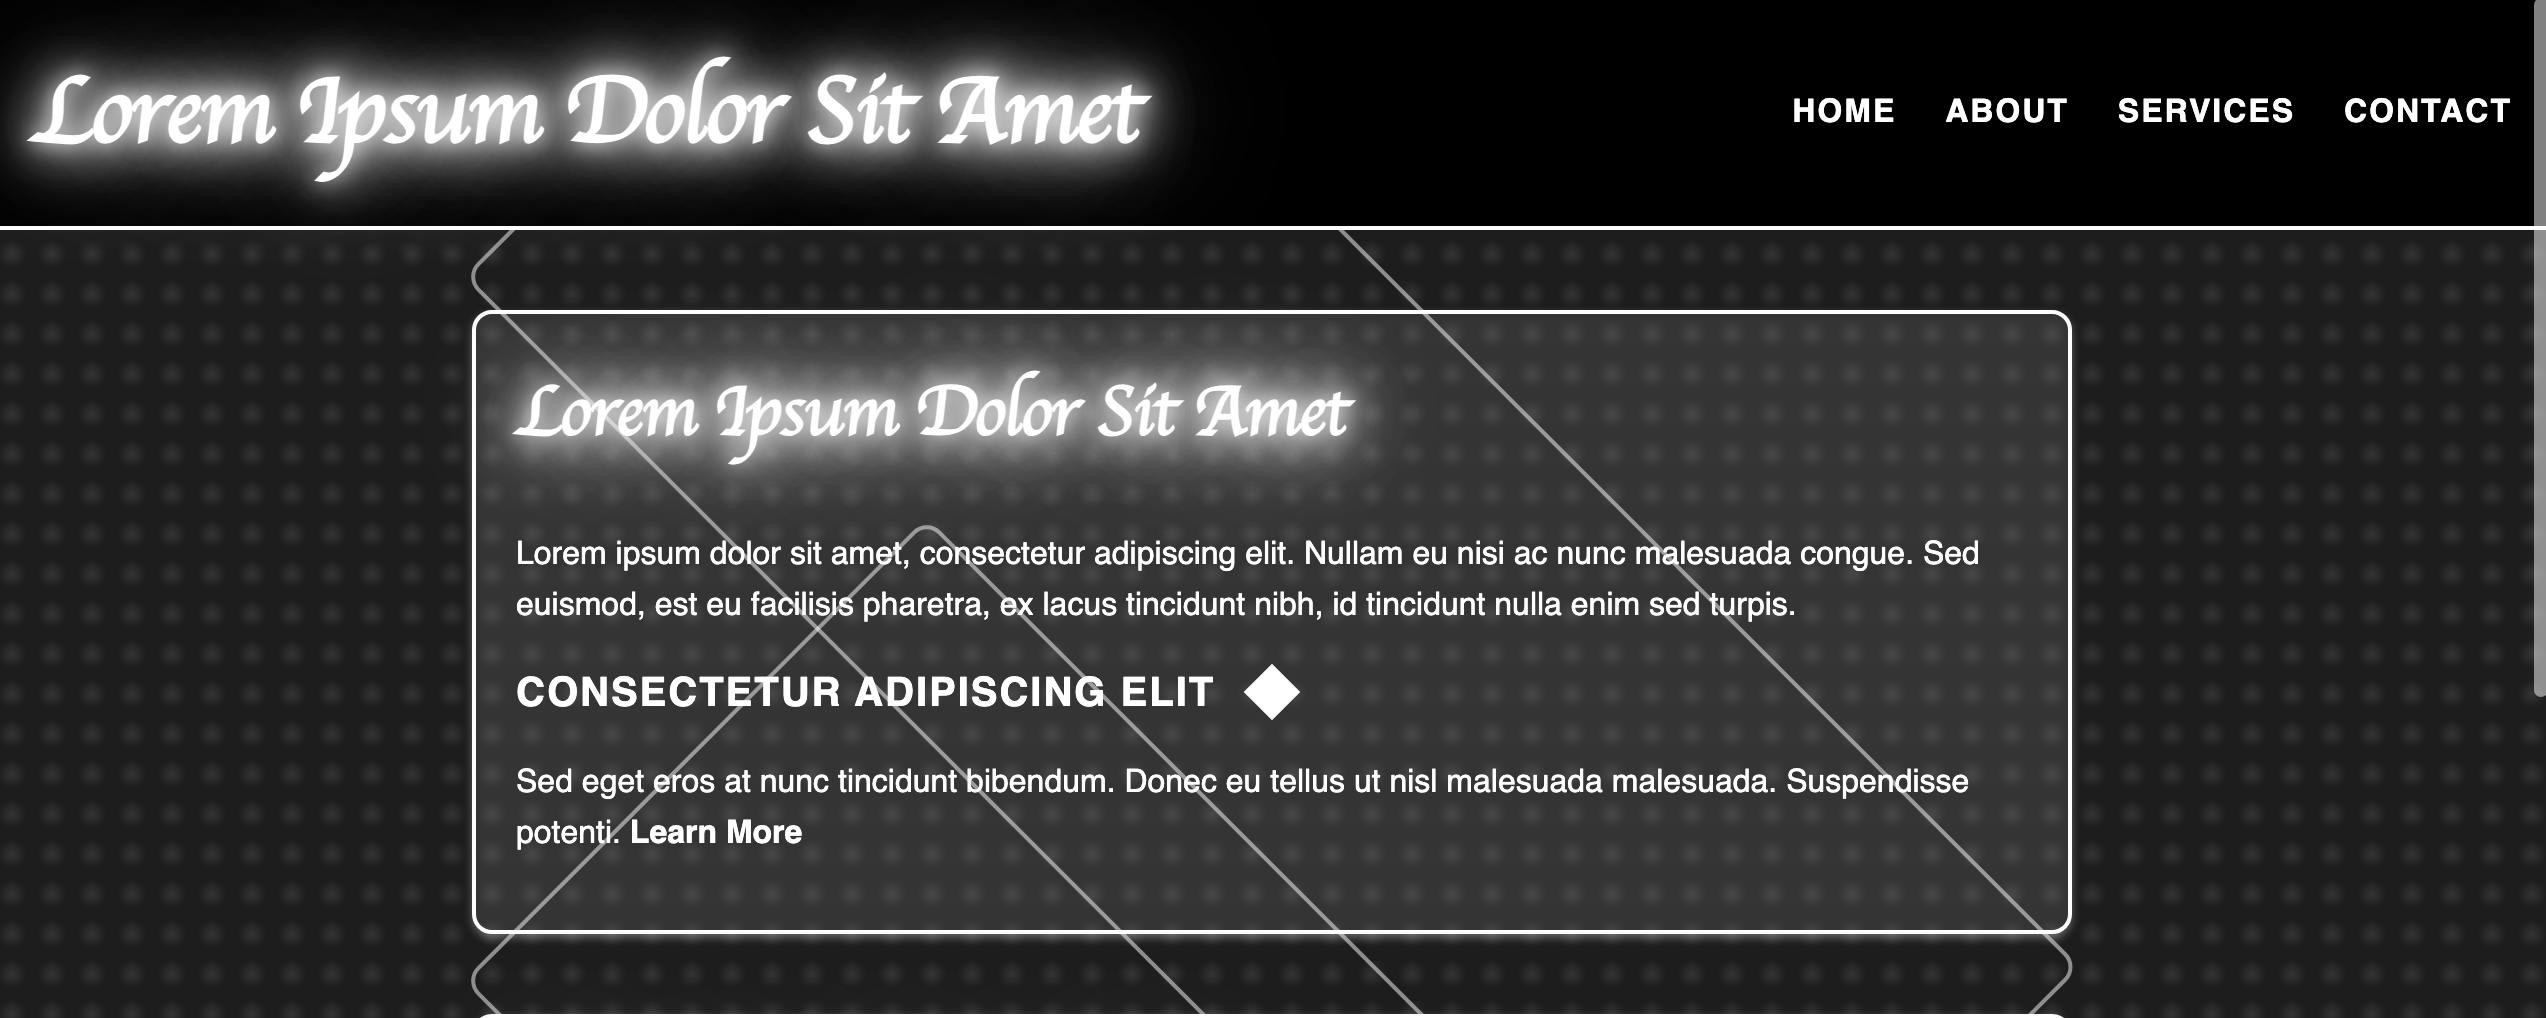 Lorem Ipsum Dolor Sit Amet
HOME ABOUT SERVICES CONTACT
Lorem Ipsum Dolor Sit Amet
Lorem ipsum dolor sit amet, consectetur adipiscing elit. Nullam eu nisi ac nunc malesuada congue. Sed
euismod, est eu facilisis pharetra, ex lacus tincidunt nibh, id tincidunt nulla enim sed turpis.
CONSECTETUR ADIPISCING ELIT
Sed eget eros at nunc tincidunt bibendum. Donec eu tellus ut nisl malesuada malesuada. Suspendisse
potenti. Learn More